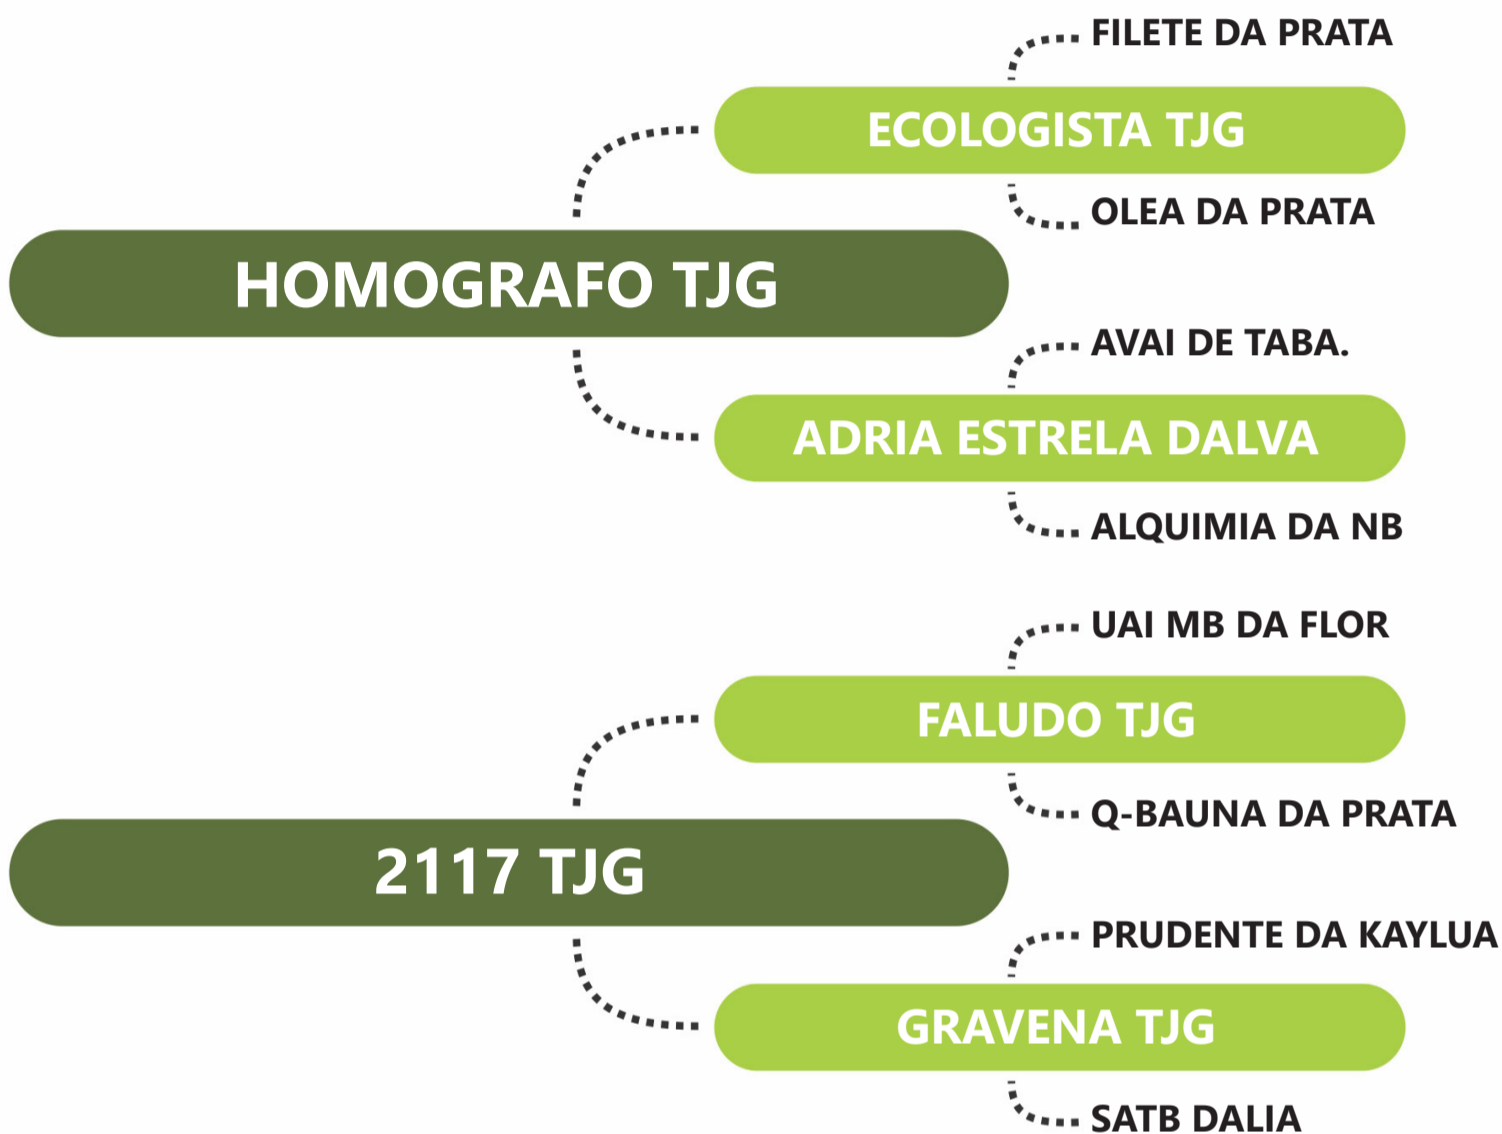 FILETE DA PRATA
ECOLOGISTA TJG
OLEA DA PRATA
HOMOGRAFO TJG
AVAI DE TABA.
ADRIA ESTRELA DALVA
ALQUIMIA DA NB
UAI MB DA FLOR
FALUDO TJG
Q-BAUNA DA PRATA
2117 TJG
PRUDENTE DA KAYLUA
GRAVENA TJG
SATB DALIA